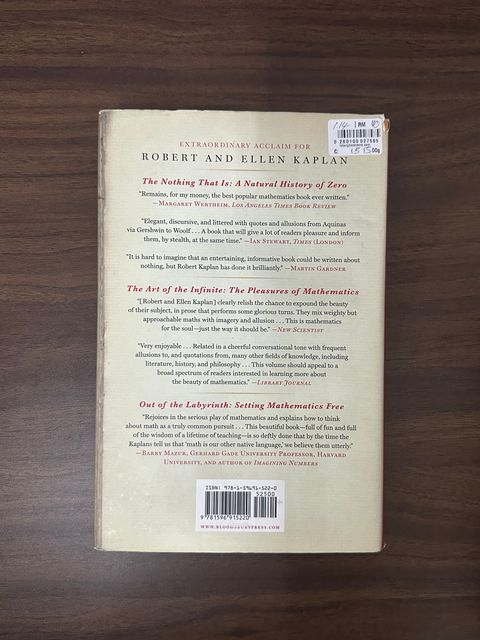 EXTRAORDINARY ACCLAIM FOR
ROBERT AND ELLEN KAPLAN
The Nothing That Is: A Natural History of Zero
"Remains, for my money, the best popular mathematics book ever written."
—MARGARET WERTHEIM, LOS ANGELES TIMES BOOK REVIEW
"Elegant, discursive, and littered with quotes and allusions from Aquinas
via Gershwin to Woolf . . . A book that will give a lot of readers pleasure and inform
them, by stealth, at the same time." —IAN STEWART, TIMES (LONDON)
"It is hard to imagine that an entertaining, informative book could be written about
nothing, but Robert Kaplan has done it brilliantly." —MARTIN GARDNER
The Art of the Infinite: The Pleasures of Mathematics
"[Robert and Ellen Kaplan] clearly relish the chance to expound the beauty
of their subject, in prose that performs some glorious turns. They mix weighty but
approachable maths with imagery and allusion . . . This is mathematics
for the soul—just the way it should be." —NEW SCIENTIST
"Very enjoyable . . . Related in a cheerful conversational tone with frequent
allusions to, and quotations from, many other fields of knowledge, including
literature, history, and philosophy . . . This volume should appeal to a
broad spectrum of readers interested in learning more about
the beauty of mathematics." —LIBRARY JOURNAL
Out of the Labyrinth: Setting Mathematics Free
"Rejoices in the serious play of mathematics and explains how to think
about math as a truly common pursuit . . . This beautiful book—full of fun and full
of the wisdom of a lifetime of teaching—is so deftly done that by the time the
Kaplans tell us that 'math is our other native language,' we believe them utterly."
—BARRY MAZUR, GERHARD GADE UNIVERSITY PROFESSOR, HARVARD
UNIVERSITY, AND AUTHOR OF IMAGINING NUMBERS
ISBN: 978-1-59691-522-0
52500
9 781596 915220
WWW.BLOOMSBURYPRESS.COM